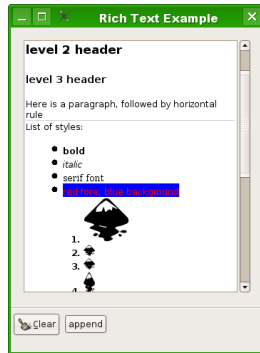 Rich Text Example
level 2 header
level 3 header
Here is a paragraph, followed by horizontal
rule
List of styles:
bold
italic
serif font
red fore, blue background
1.
2.
3.
4.
Clear
append